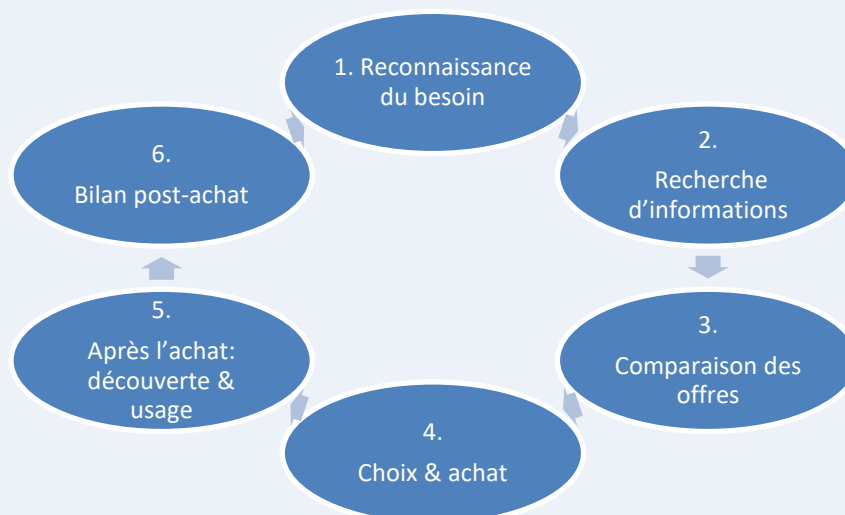 1. Reconnaissance
du besoin
2.
Recherche
d’informations
3.
Comparaison des
offres
4.
Choix & achat
5.
Après l’achat:
découverte &
usage
6.
Bilan post-achat